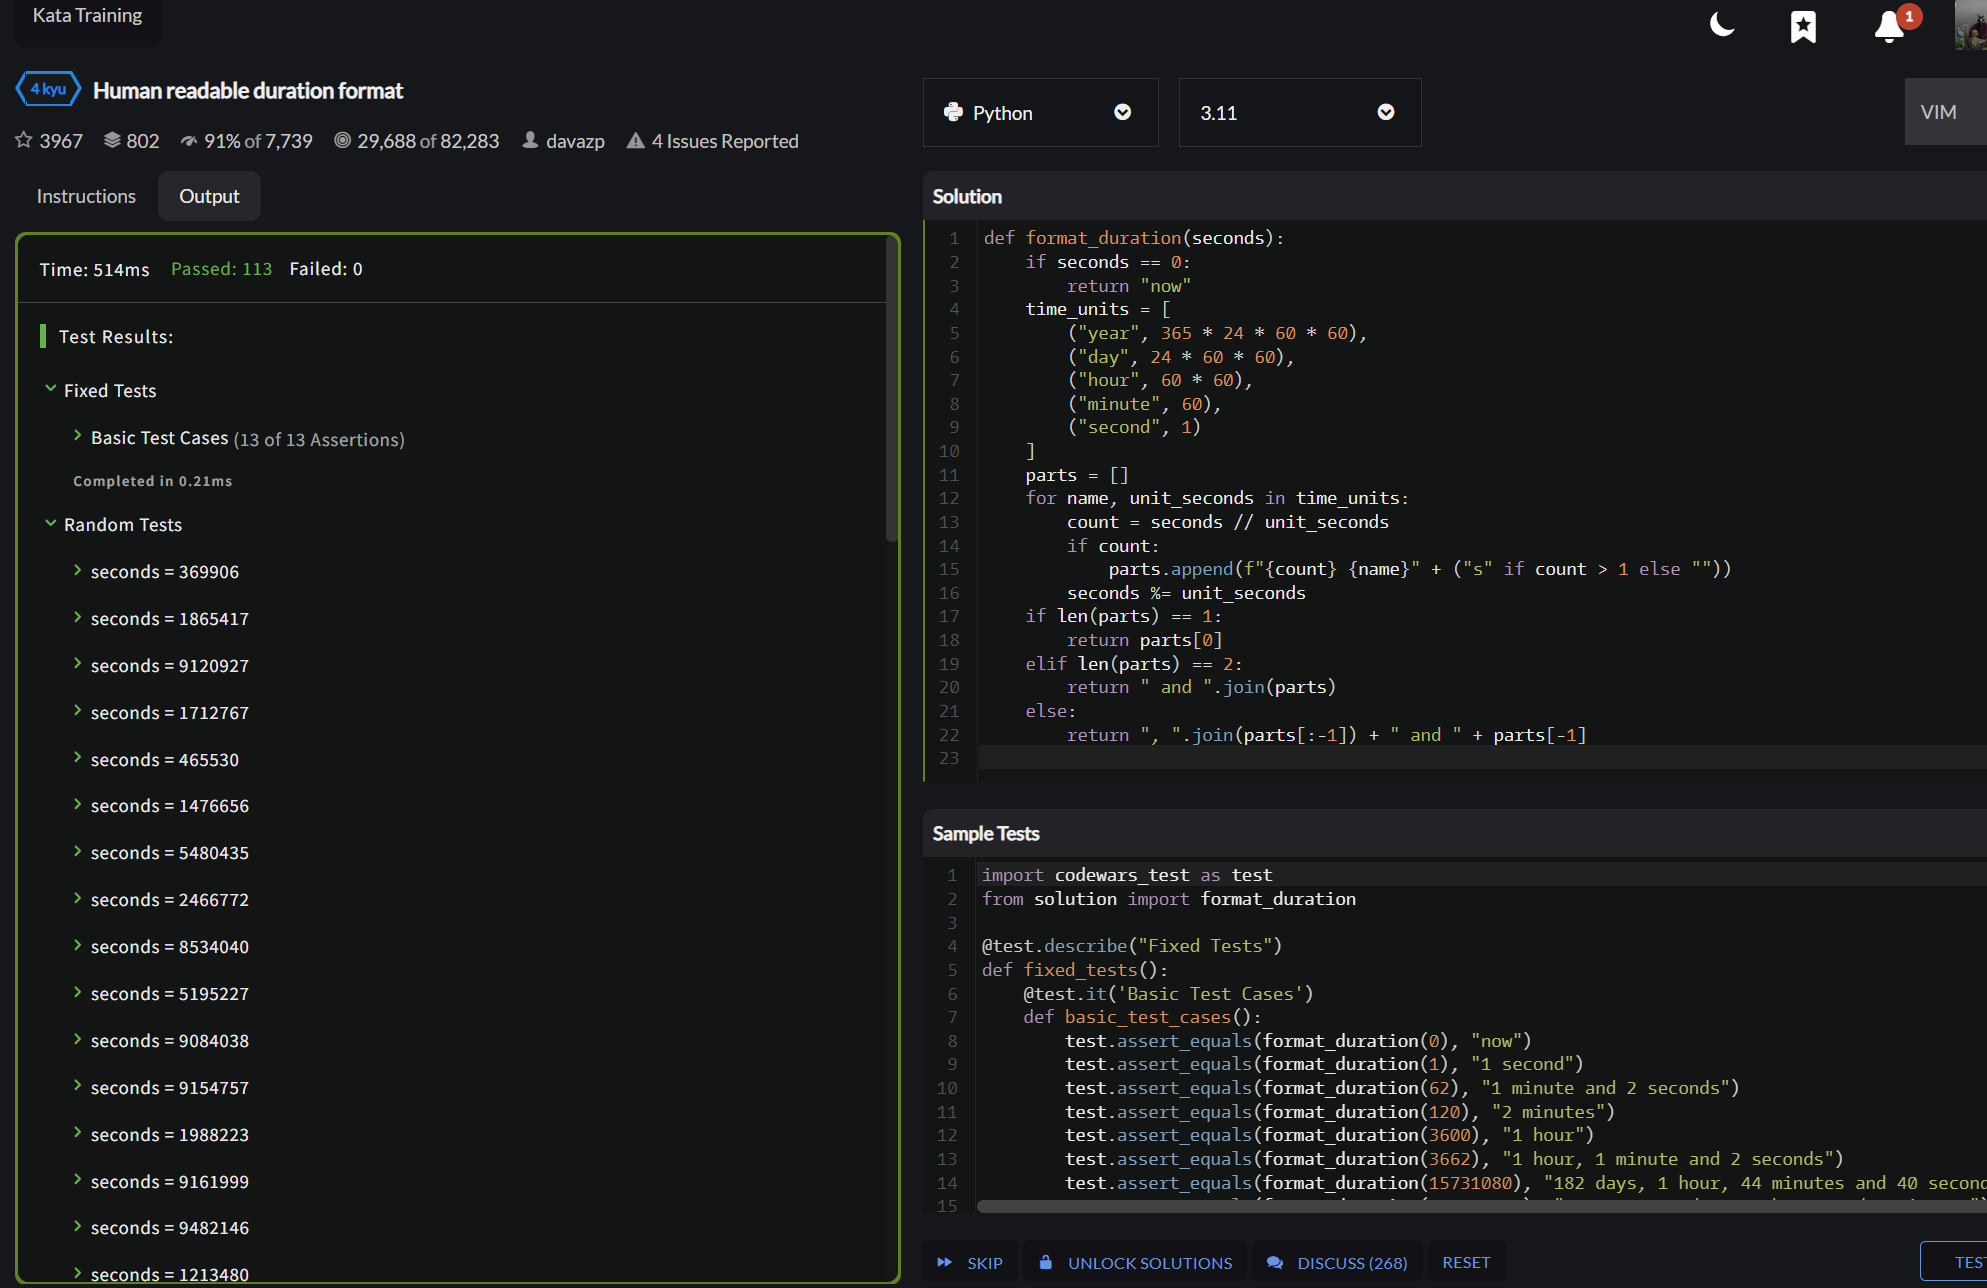 Kata Training
1
4 kyu Human readable duration format
3967 802 91% of 7,739 29,688 of 82,283 davazp 4 Issues Reported
Instructions Output
Time: 514ms Passed: 113 Failed: 0
Test Results:
Fixed Tests
Basic Test Cases (13 of 13 Assertions)
Completed in 0.21ms
Random Tests
seconds = 369906
seconds = 1865417
seconds = 9120927
seconds = 1712767
seconds = 465530
seconds = 1476656
seconds = 5480435
seconds = 2466772
seconds = 8534040
seconds = 5195227
seconds = 9084038
seconds = 9154757
seconds = 1988223
seconds = 9161999
seconds = 9482146
seconds = 1213480
Python 3.11 VIM
Solution
1 def format_duration(seconds):
2     if seconds == 0:
3         return "now"
4     time_units = [
5         ("year", 365 * 24 * 60 * 60),
6         ("day", 24 * 60 * 60),
7         ("hour", 60 * 60),
8         ("minute", 60),
9         ("second", 1)
10     ]
11     parts = []
12     for name, unit_seconds in time_units:
13         count = seconds // unit_seconds
14         if count:
15             parts.append(f"{count} {name}" + ("s" if count > 1 else ""))
16         seconds %= unit_seconds
17     if len(parts) == 1:
18         return parts[0]
19     elif len(parts) == 2:
20         return " and ".join(parts)
21     else:
22         return ", ".join(parts[:-1]) + " and " + parts[-1]
23
Sample Tests
1 import codewars_test as test
2 from solution import format_duration
3
4 @test.describe("Fixed Tests")
5 def fixed_tests():
6     @test.it('Basic Test Cases')
7     def basic_test_cases():
8         test.assert_equals(format_duration(0), "now")
9         test.assert_equals(format_duration(1), "1 second")
10         test.assert_equals(format_duration(62), "1 minute and 2 seconds")
11         test.assert_equals(format_duration(120), "2 minutes")
12         test.assert_equals(format_duration(3600), "1 hour")
13         test.assert_equals(format_duration(3662), "1 hour, 1 minute and 2 seconds")
14         test.assert_equals(format_duration(15731080), "182 days, 1 hour, 44 minutes and 40 second
15
SKIP UNLOCK SOLUTIONS DISCUSS (268) RESET TES